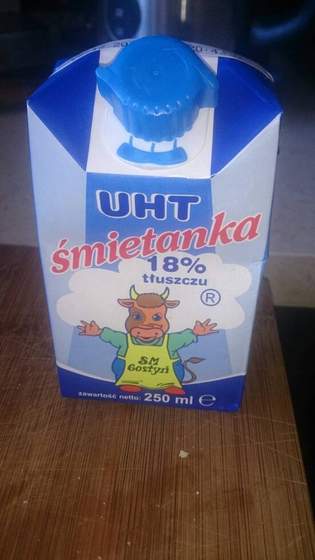 UHT
śmietanka
18%
tłuszczu
®
SM
Gostyń
zawartość netto: 250 ml ℮